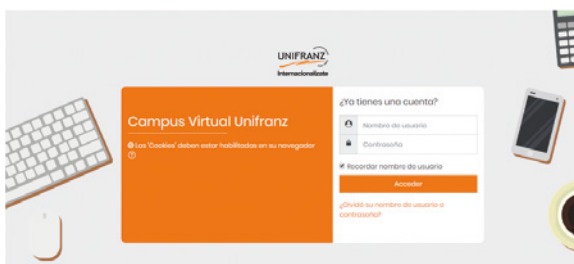 UNIFRANZ
Internacionalízate
¿Ya tienes una cuenta?
Campus Virtual Unifranz
Las 'Cookies' deben estar habilitadas en su navegador
Nombre de usuario
Contraseña
Recordar nombre de usuario
Acceder
¿Olvidó su nombre de usuario o
contraseña?